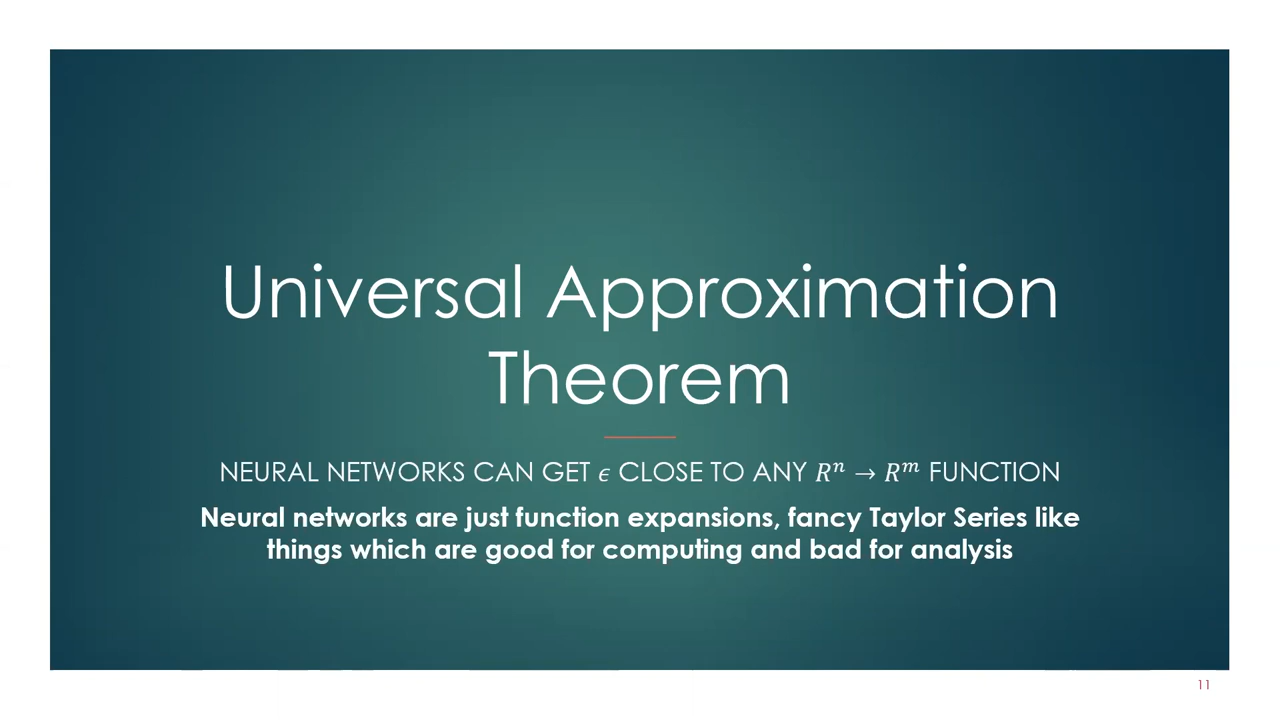 Universal Approximation
Theorem
NEURAL NETWORKS CAN GET ϵ CLOSE TO ANY Rⁿ → Rᵐ FUNCTION
Neural networks are just function expansions, fancy Taylor Series like
things which are good for computing and bad for analysis
11